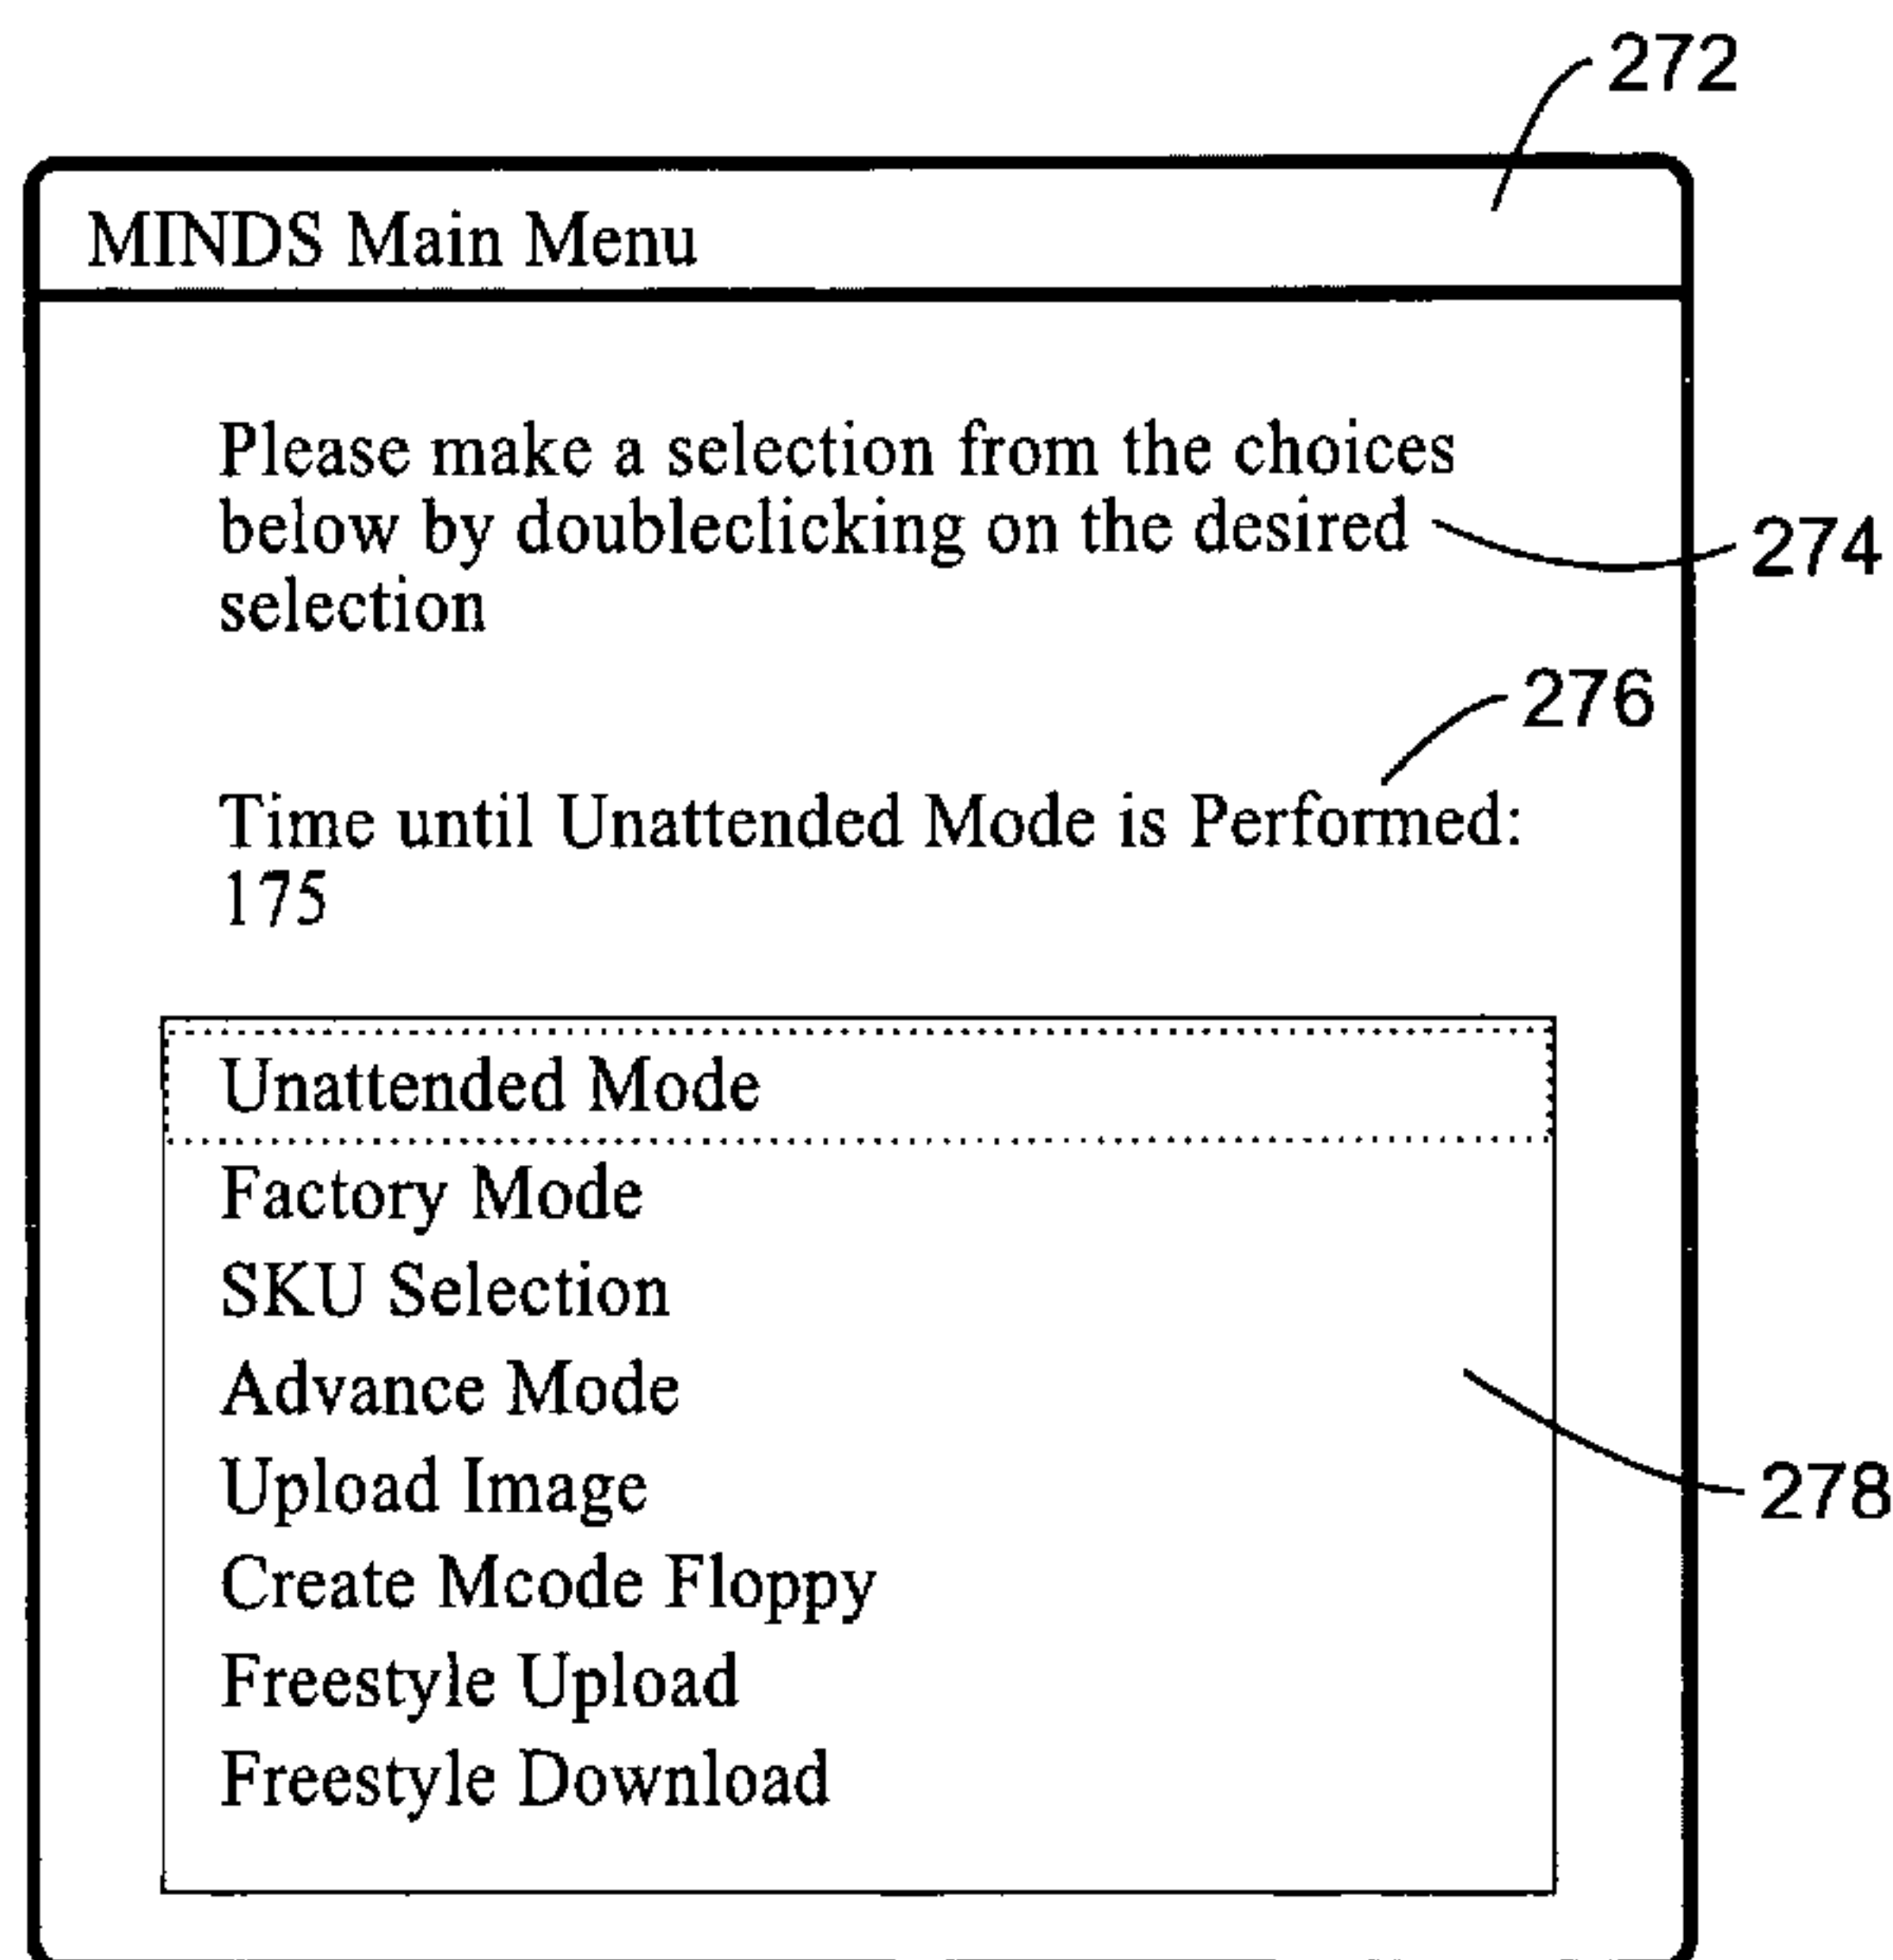 272
MINDS Main Menu
Please make a selection from the choices
below by doubleclicking on the desired
274
selection
276
Time until Unattended Mode is Performed:
175
Unattended Mode
Factory Mode
SKU Selection
Advance Mode
278
Upload Image
Create Mcode Floppy
Freestyle Upload
Freestyle Download